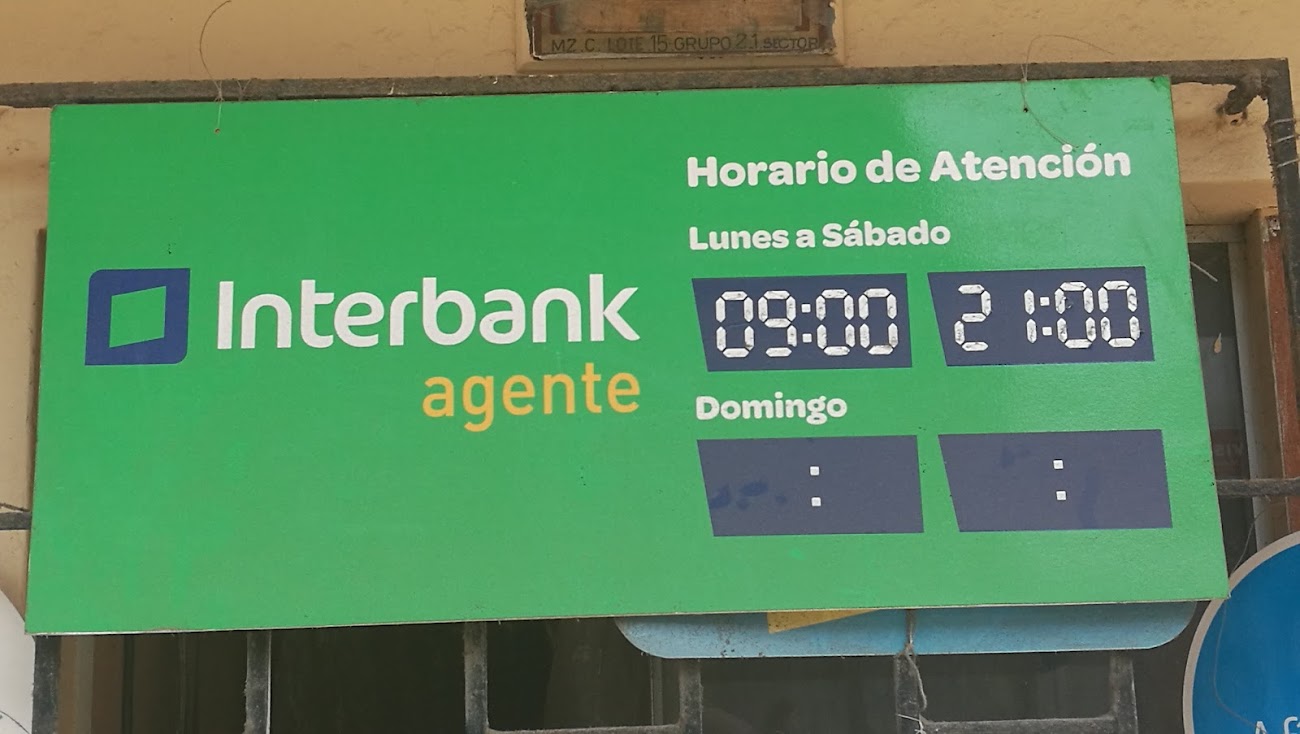 MZ.C. LOTE 15 GRUPO 21 SECTOR
Horario de Atención
Lunes a Sábado
09:00 21:00
Interbank
agente
Domingo
: :